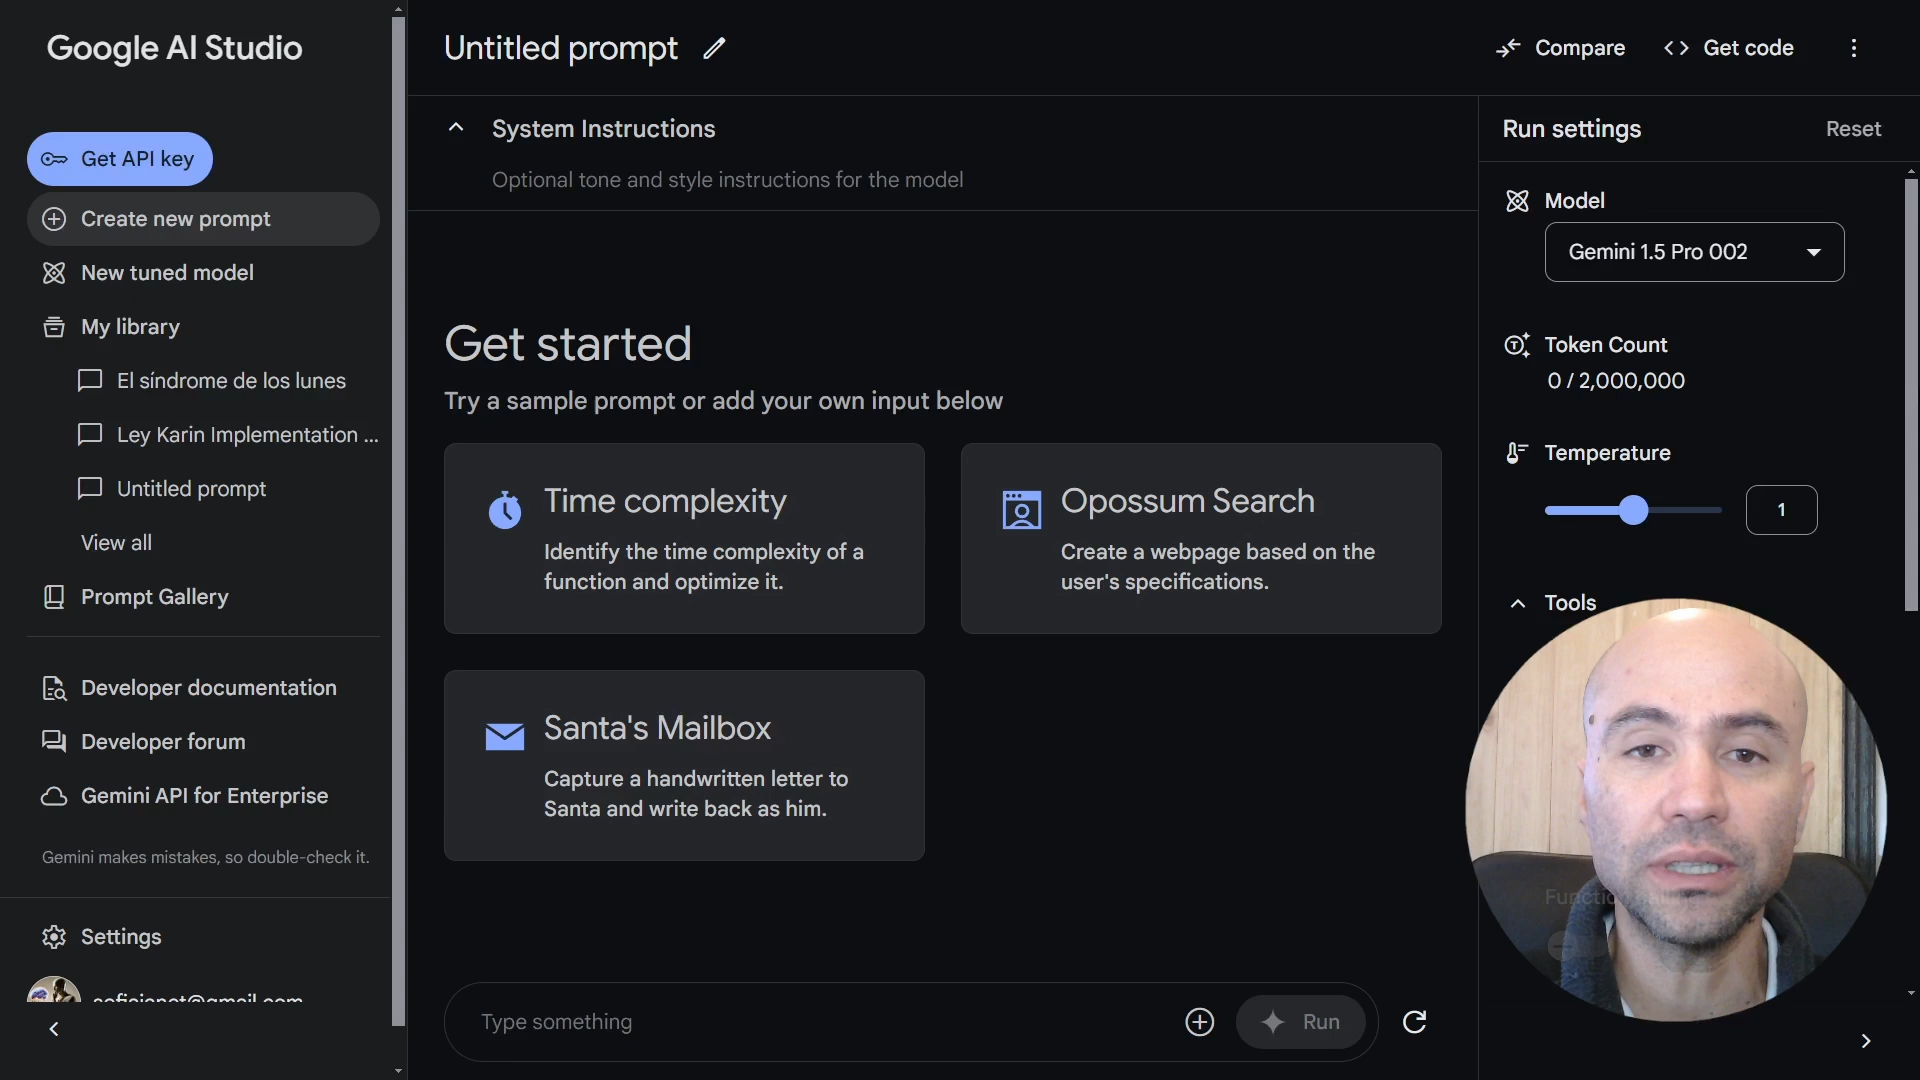 Google AI Studio
Get API key
Create new prompt
New tuned model
My library
El síndrome de los lunes
Ley Karin Implementation ...
Untitled prompt
View all
Prompt Gallery
Developer documentation
Developer forum
Gemini API for Enterprise
Gemini makes mistakes, so double-check it.
Settings
Untitled prompt
Compare
Get code
System Instructions
Optional tone and style instructions for the model
Get started
Try a sample prompt or add your own input below
Time complexity
Identify the time complexity of a
function and optimize it.
Opossum Search
Create a webpage based on the
user's specifications.
Santa's Mailbox
Capture a handwritten letter to
Santa and write back as him.
Type something
Run
Run settings
Reset
Model
Gemini 1.5 Pro 002
Token Count
0 / 2,000,000
Temperature
1
Tools